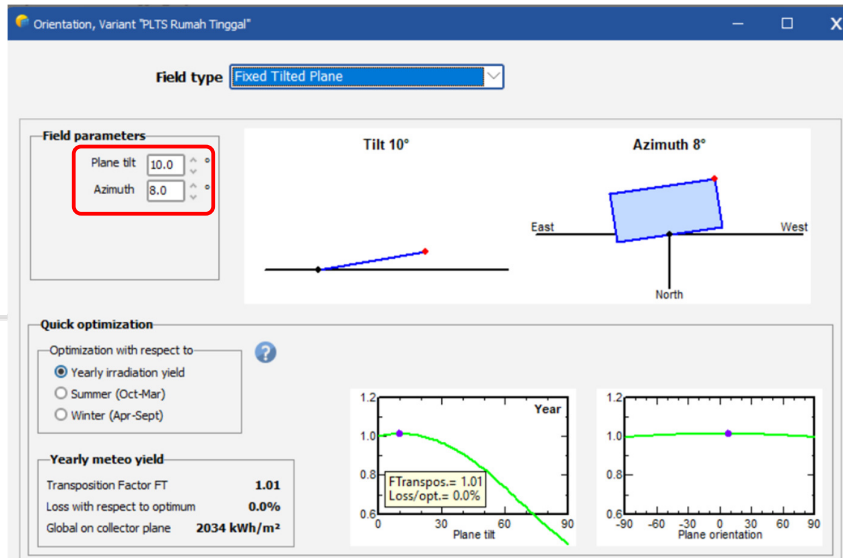 Orientation, Variant "PLTS Rumah Tinggal"
Field type Fixed Tilted Plane
Field parameters
Plane tilt 10.0 °
Azimuth 8.0 °
Tilt 10°
Azimuth 8°
East
West
North
Quick optimization
Optimization with respect to
Yearly irradiation yield
Summer (Oct-Mar)
Winter (Apr-Sept)
?
Yearly meteo yield
Transposition Factor FT 1.01
Loss with respect to optimum 0.0%
Global on collector plane 2034 kWh/m²
1.2
Year
1.0
0.8
FTranspos.= 1.01
Loss/opt.= 0.0%
0.6
0 30 60 90
Plane tilt
1.2
1.0
0.8
0.6
-90 -60 -30 0 30 60 90
Plane orientation